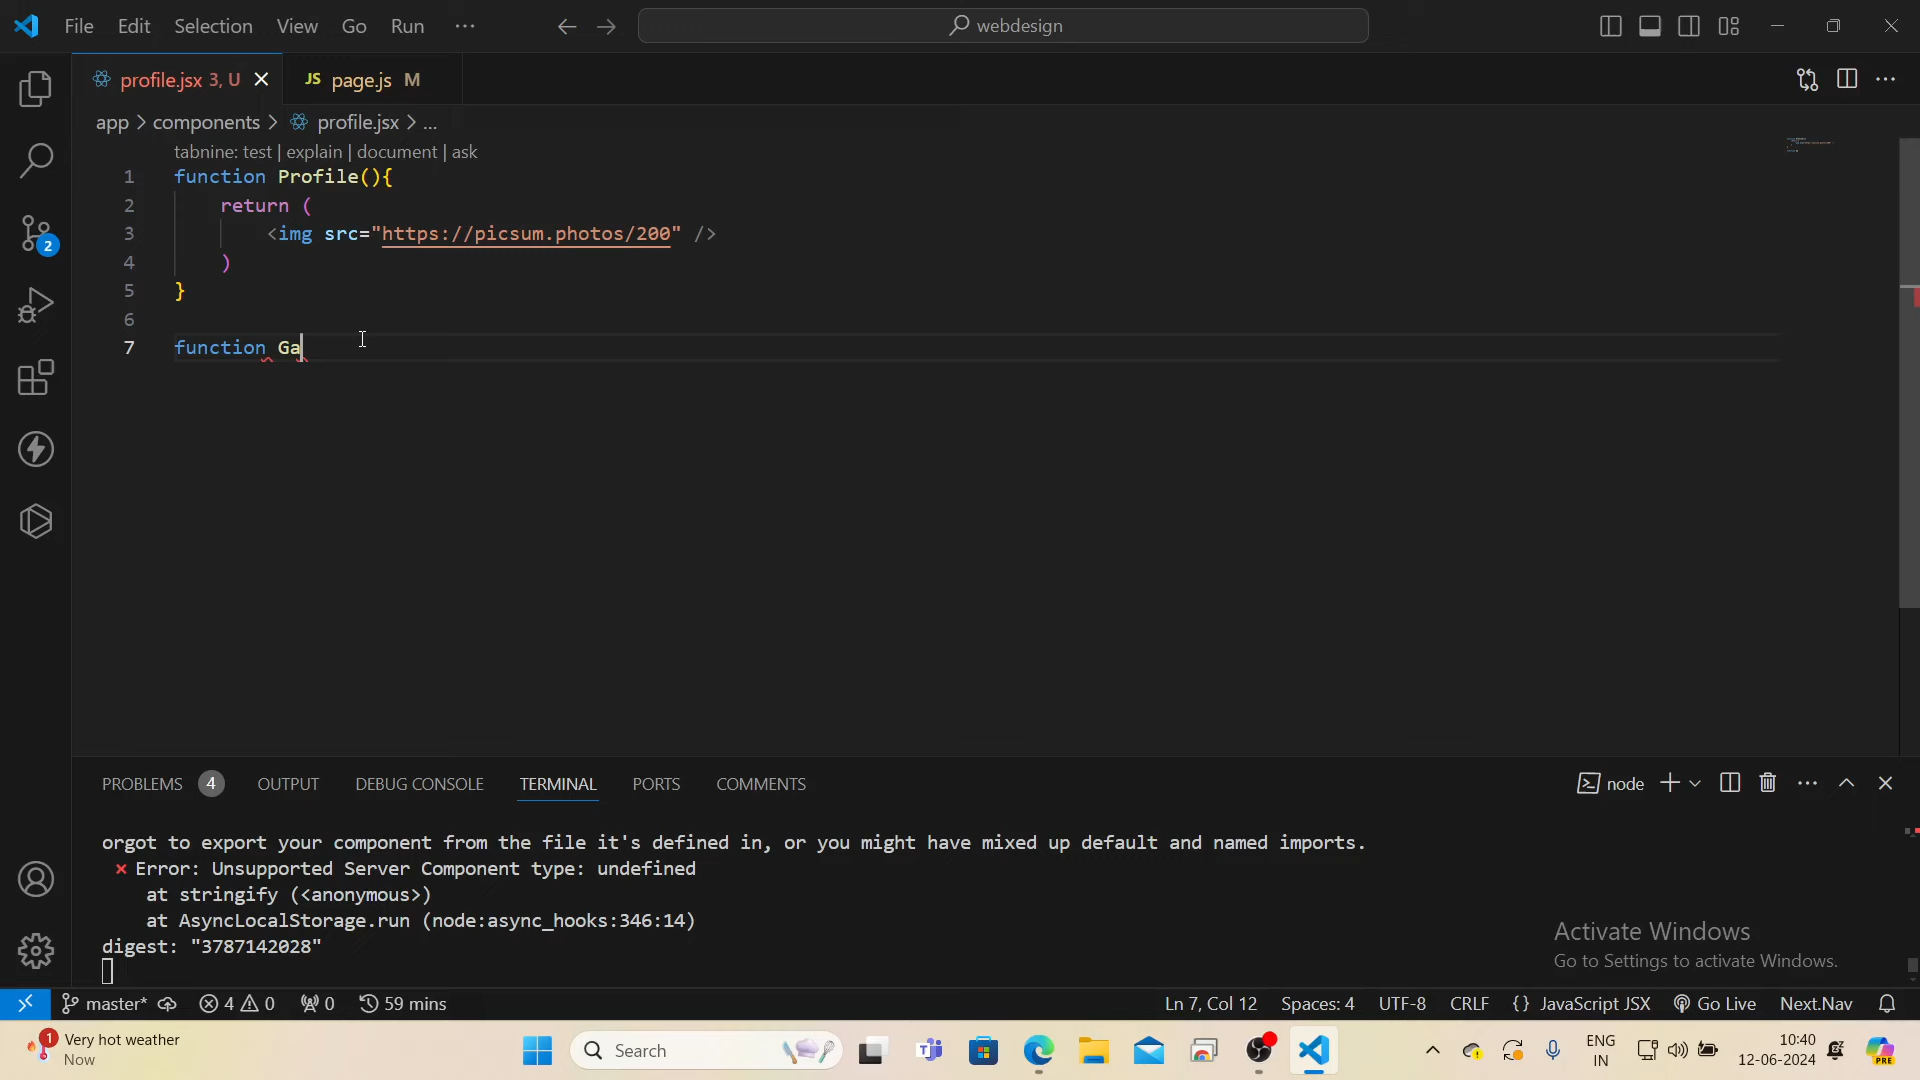 File Edit Selection View Go Run ··· webdesign
profile.jsx 3, U JS page.js M
app > components > profile.jsx > ...
tabnine: test | explain | document | ask
1 function Profile(){
2 return (
3 <img src="https://picsum.photos/200" />
4 )
5 }
6
7 function Ga
2
PROBLEMS 4 OUTPUT DEBUG CONSOLE TERMINAL PORTS COMMENTS node
orgot to export your component from the file it's defined in, or you might have mixed up default and named imports.
× Error: Unsupported Server Component type: undefined
at stringify (<anonymous>)
at AsyncLocalStorage.run (node:async_hooks:346:14)
digest: "3787142028"
Activate Windows
Go to Settings to activate Windows.
master* 4 0 0 59 mins Ln 7, Col 12 Spaces: 4 UTF-8 CRLF {} JavaScript JSX Go Live Next.Nav
1 Very hot weather
Now
Search
ENG
IN
10:40
12-06-2024
PRE